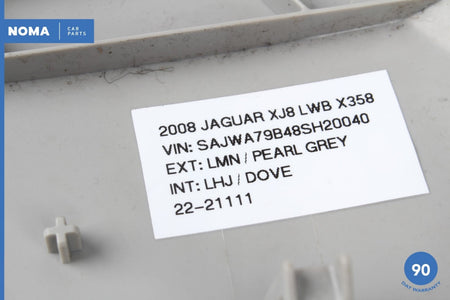 NOMA CAR PARTS
2008 JAGUAR XJ8 LWB X358
VIN: SAJWA79B48SH20040
EXT: LMN / PEARL GREY
INT: LHJ / DOVE
22-21111
90
DAY WARRANTY